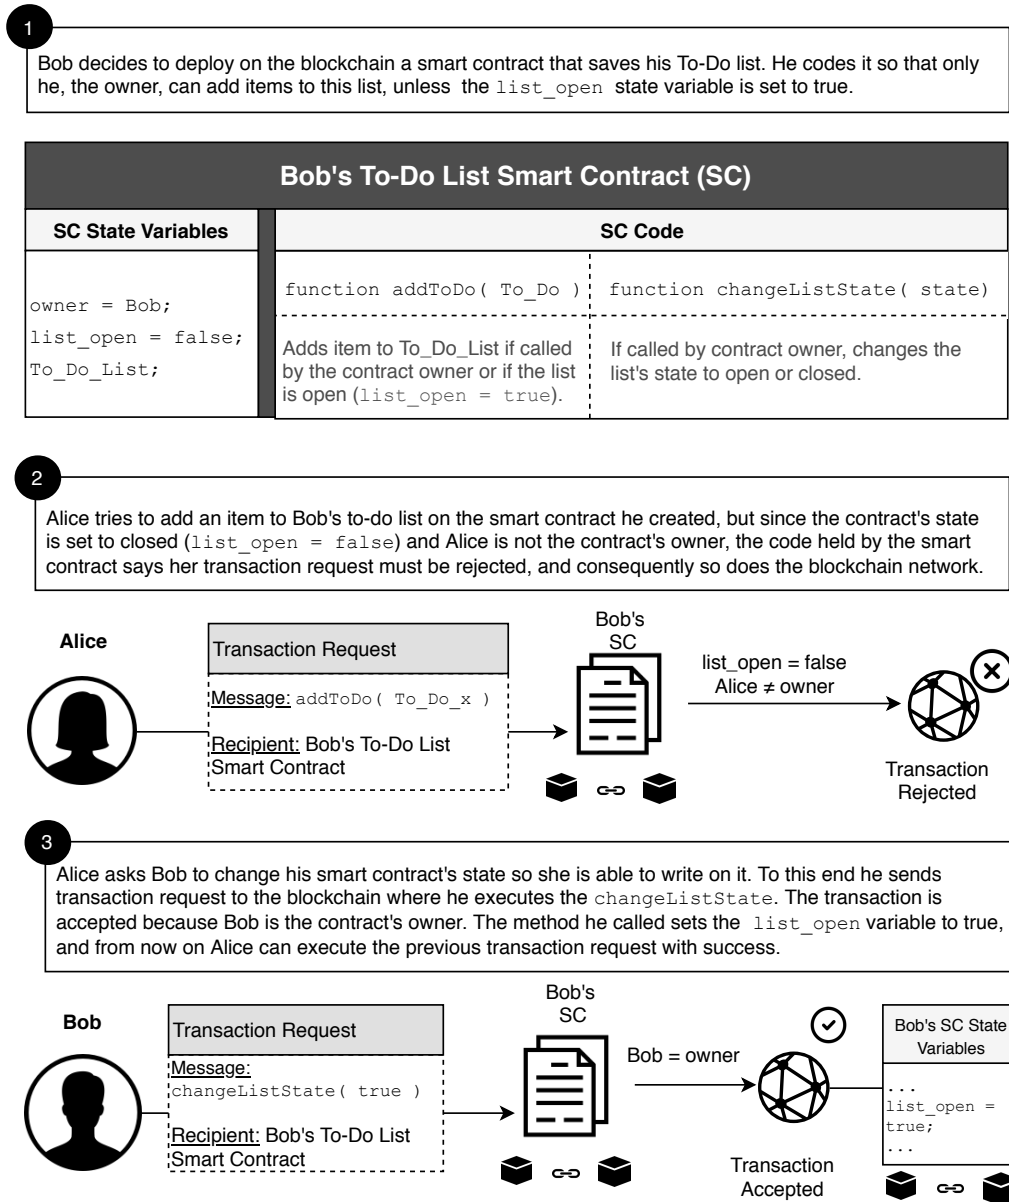 1
Bob decides to deploy on the blockchain a smart contract that saves his To-Do list. He codes it so that only
he, the owner, can add items to this list, unless the list_open state variable is set to true.
Bob's To-Do List Smart Contract (SC)
SC State Variables
SC Code
owner = Bob;
list_open = false;
To_Do_List;
function addToDo( To_Do )
function changeListState( state)
Adds item to To_Do_List if called
by the contract owner or if the list
is open (list_open = true).
If called by contract owner, changes the
list's state to open or closed.
2
Alice tries to add an item to Bob's to-do list on the smart contract he created, but since the contract's state
is set to closed (list_open = false) and Alice is not the contract's owner, the code held by the smart
contract says her transaction request must be rejected, and consequently so does the blockchain network.
Alice
Transaction Request
Message: addToDo( To_Do_x )
Recipient: Bob's To-Do List
Smart Contract
Bob's
SC
list_open = false
Alice ≠ owner
Transaction
Rejected
3
Alice asks Bob to change his smart contract's state so she is able to write on it. To this end he sends
transaction request to the blockchain where he executes the changeListState. The transaction is
accepted because Bob is the contract's owner. The method he called sets the list_open variable to true,
and from now on Alice can execute the previous transaction request with success.
Bob
Transaction Request
Message:
changeListState( true )
Recipient: Bob's To-Do List
Smart Contract
Bob's
SC
Bob = owner
Transaction
Accepted
Bob's SC State
Variables
...
list_open =
true;
...